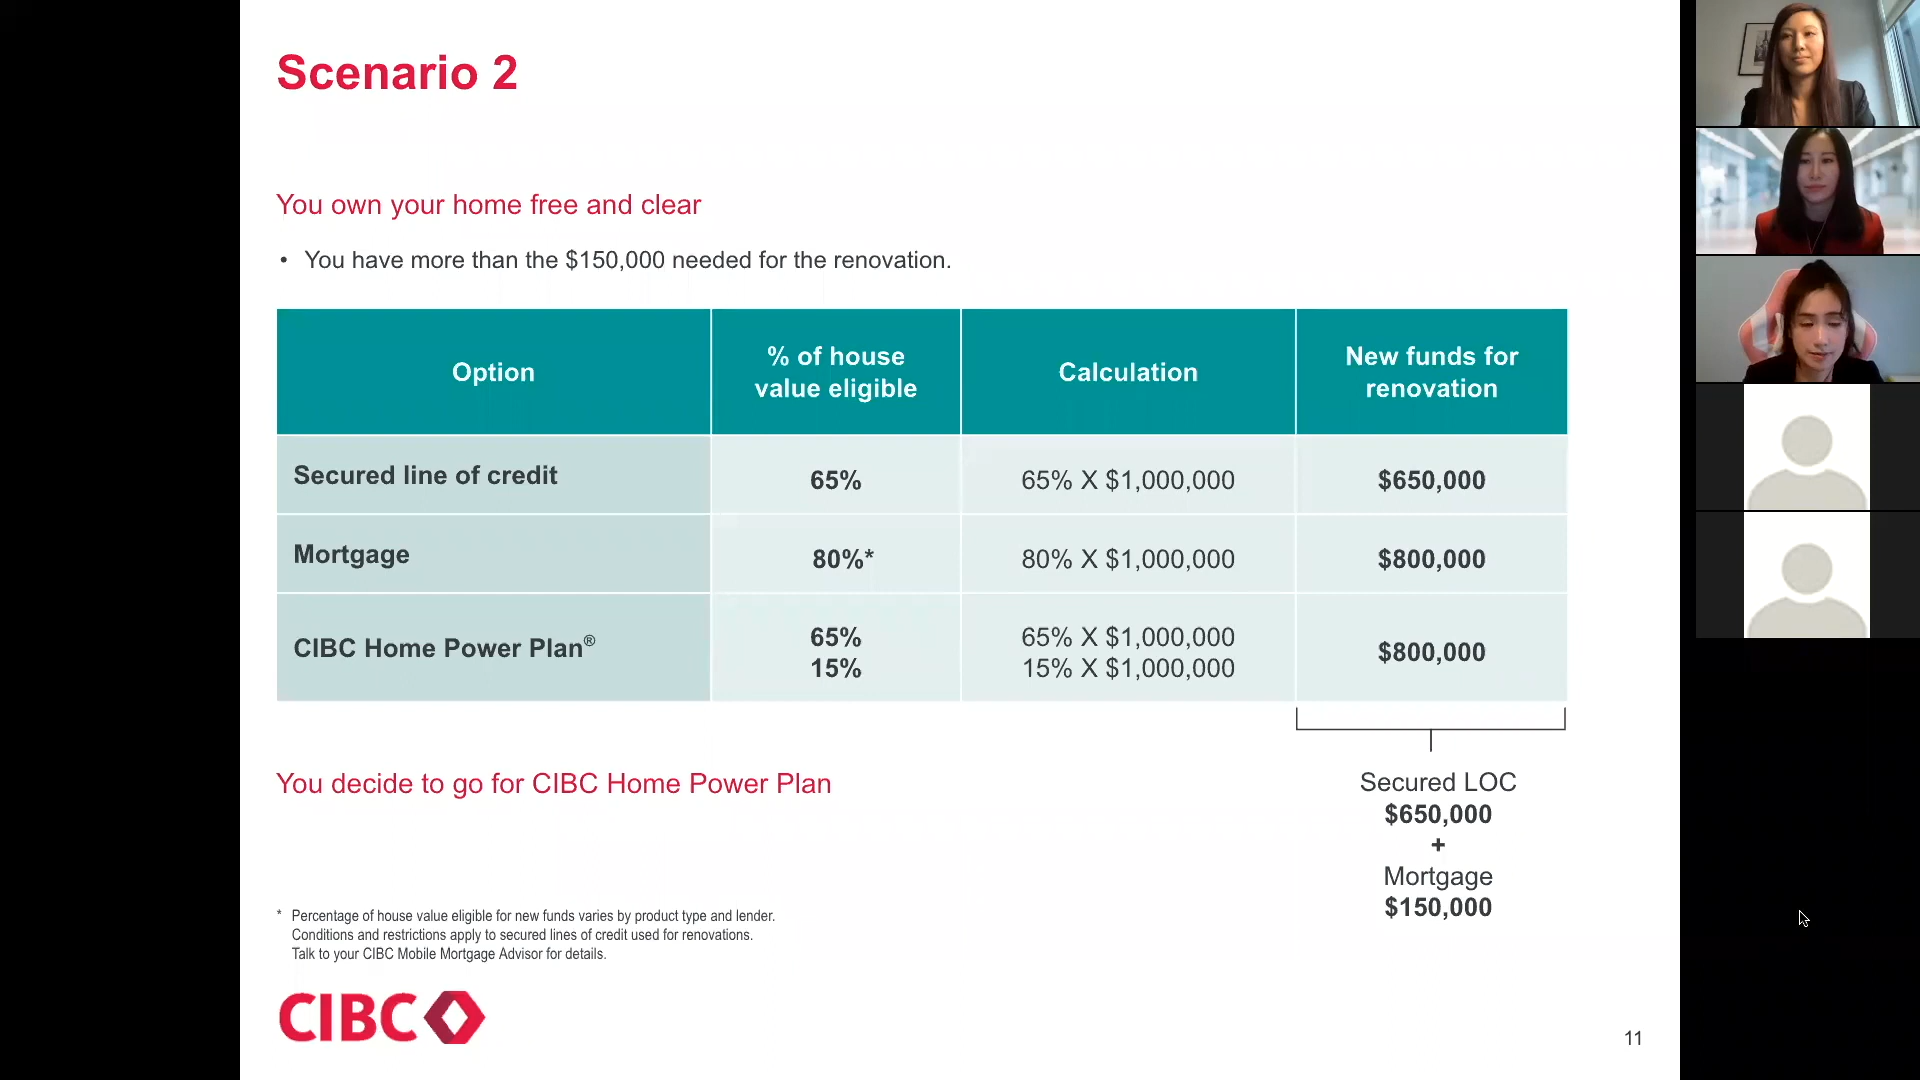 Scenario 2
You own your home free and clear
• You have more than the $150,000 needed for the renovation.
Option
% of house
value eligible
Calculation
New funds for
renovation
Secured line of credit
65%
65% X $1,000,000
$650,000
Mortgage
80%*
80% X $1,000,000
$800,000
CIBC Home Power Plan®
65%
15%
65% X $1,000,000
15% X $1,000,000
$800,000
You decide to go for CIBC Home Power Plan
Secured LOC
$650,000
+
Mortgage
$150,000
* Percentage of house value eligible for new funds varies by product type and lender.
Conditions and restrictions apply to secured lines of credit used for renovations.
Talk to your CIBC Mobile Mortgage Advisor for details.
CIBC
11